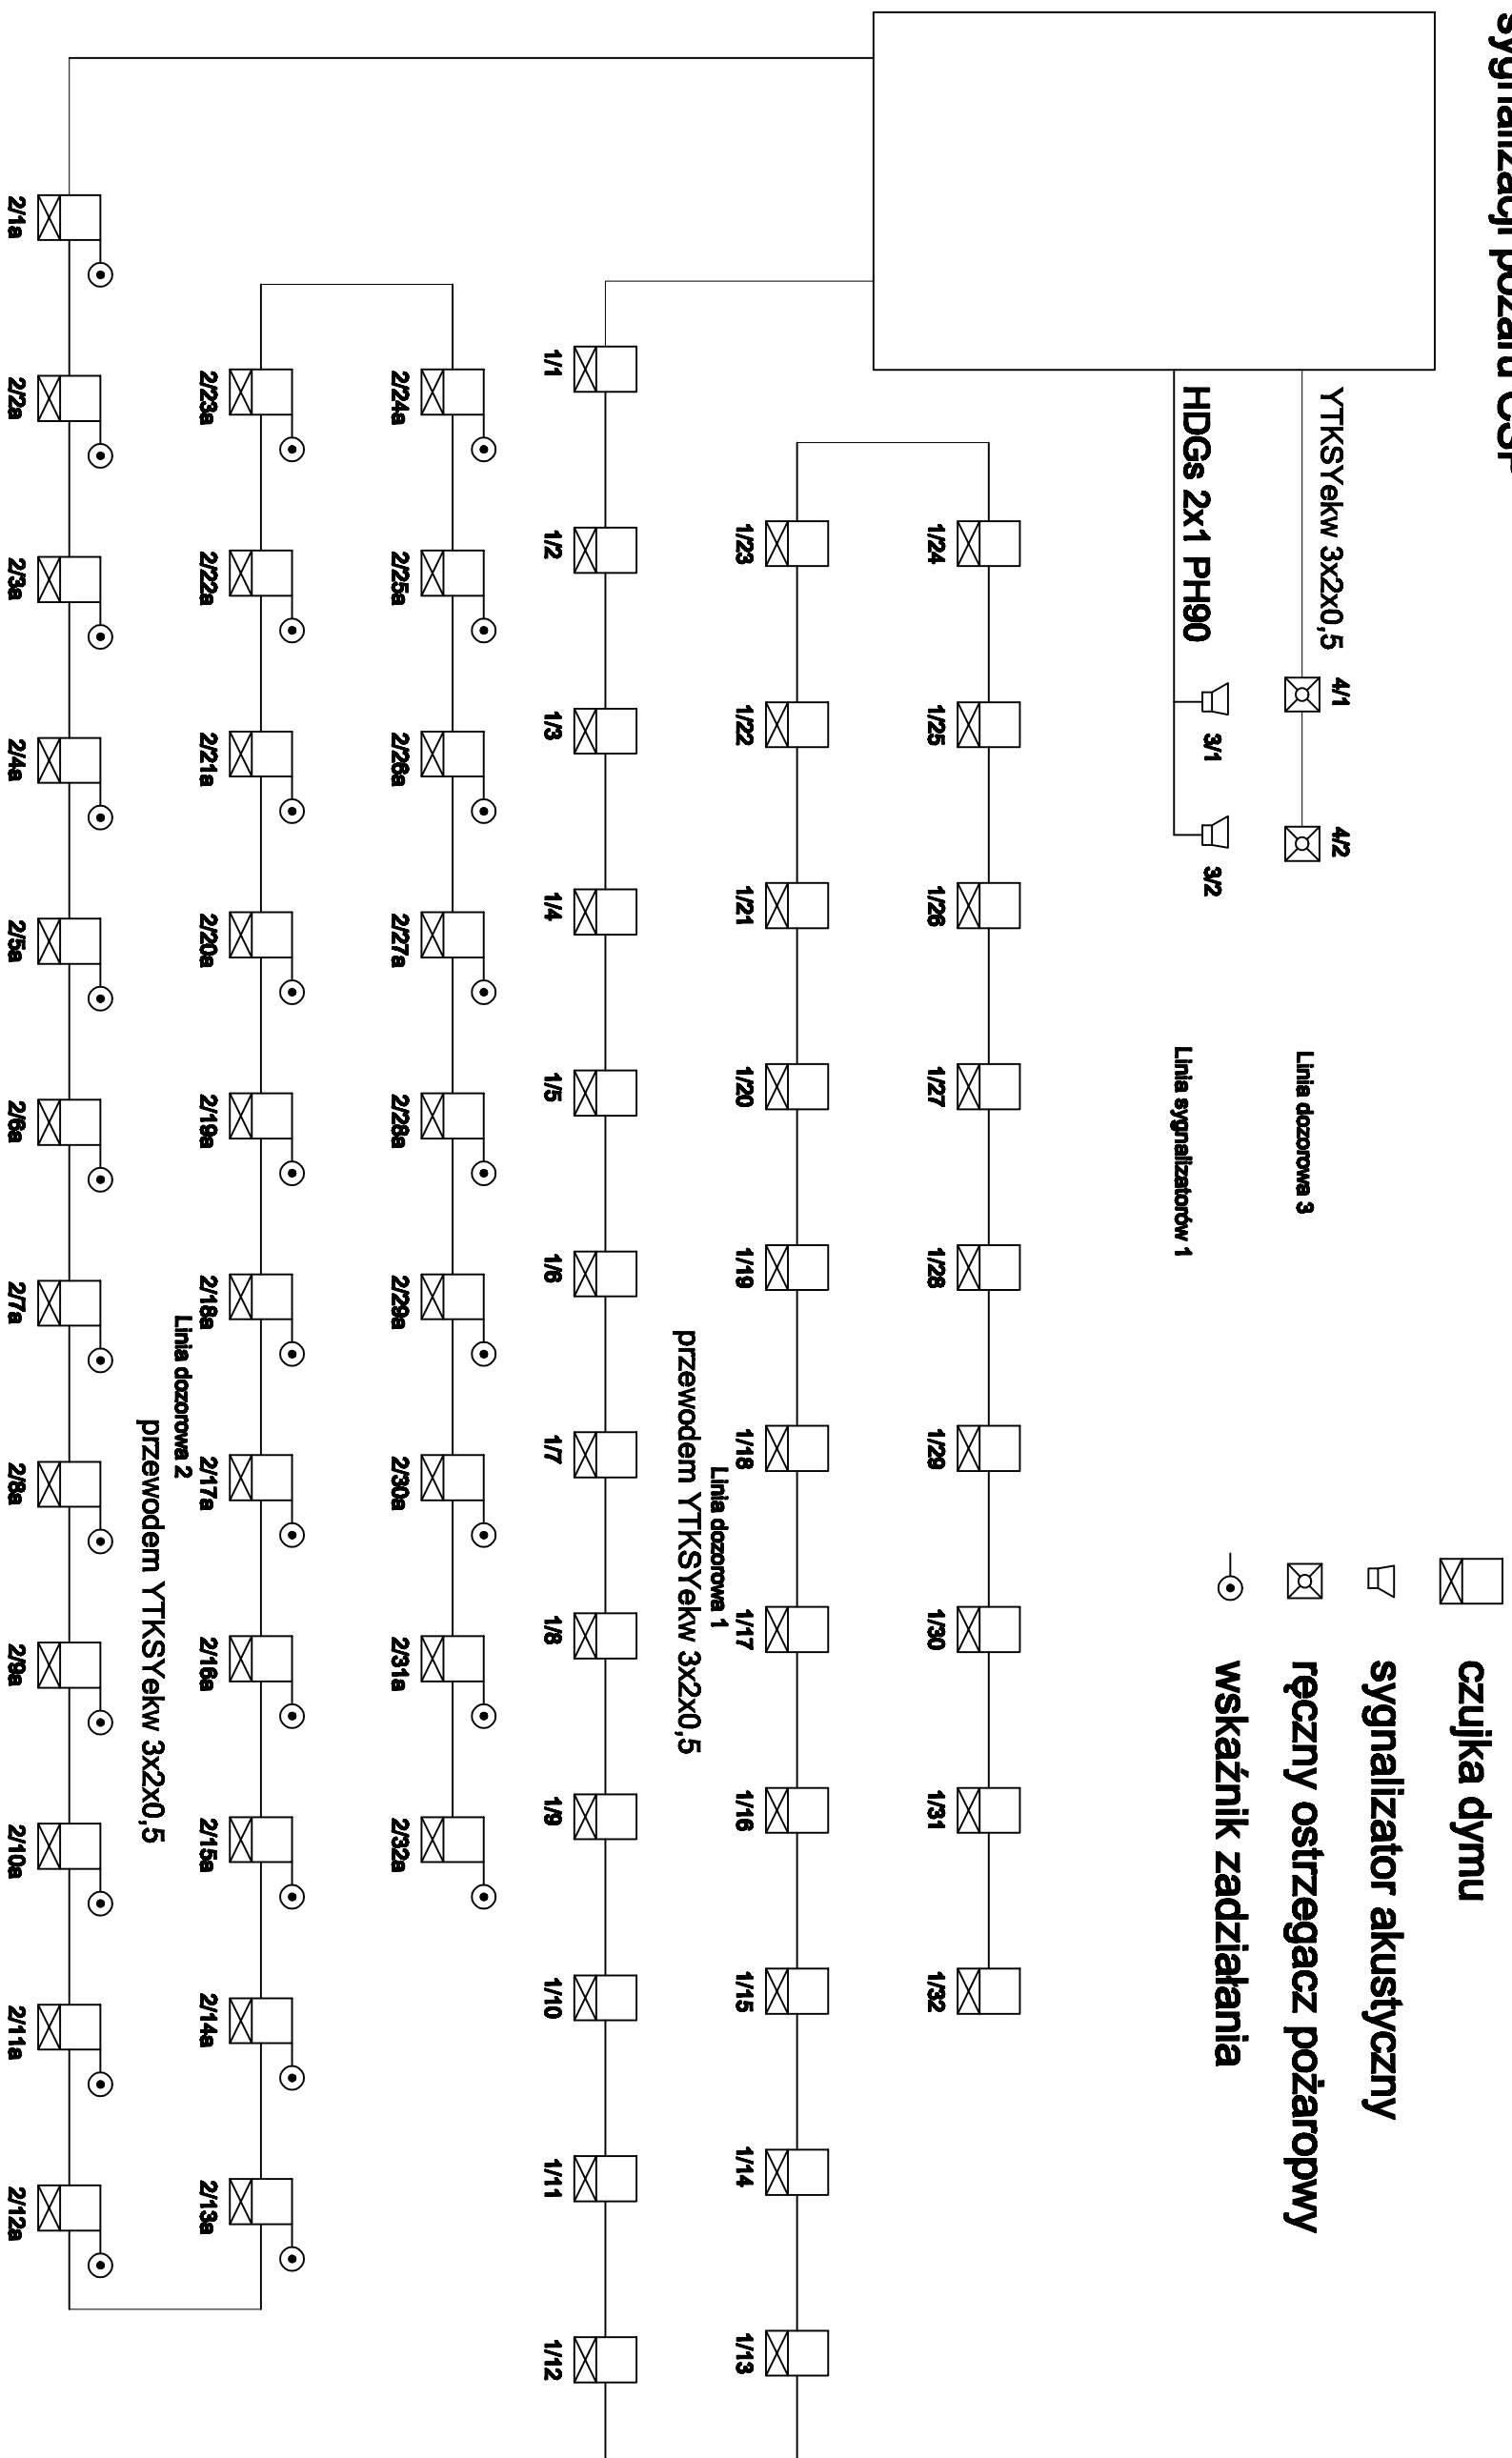 sygnalizacji pożaru CSP
czujka dymu
sygnalizator akustyczny
ręczny ostrzegacz pożaropwy
wskaźnik zadziałania
YTKSYekw 3x2x0,5
4/1
4/2
Linia dozorowa 3
HDGs 2x1 PH90
3/1
3/2
Linia sygnalizatorów 1
1/24
1/25
1/26
1/27
1/28
1/29
1/30
1/31
1/32
1/23
1/22
1/21
1/20
1/19
1/18
1/17
1/16
1/15
1/14
1/13
Linia dozorowa 1
przewodem YTKSYekw 3x2x0,5
1/1
1/2
1/3
1/4
1/5
1/6
1/7
1/8
1/9
1/10
1/11
1/12
2/24a
2/25a
2/26a
2/27a
2/28a
2/29a
2/30a
2/31a
2/32a
2/23a
2/22a
2/21a
2/20a
2/19a
2/18a
2/17a
2/16a
2/15a
2/14a
2/13a
Linia dozorowa 2
przewodem YTKSYekw 3x2x0,5
2/1a
2/2a
2/3a
2/4a
2/5a
2/6a
2/7a
2/8a
2/9a
2/10a
2/11a
2/12a